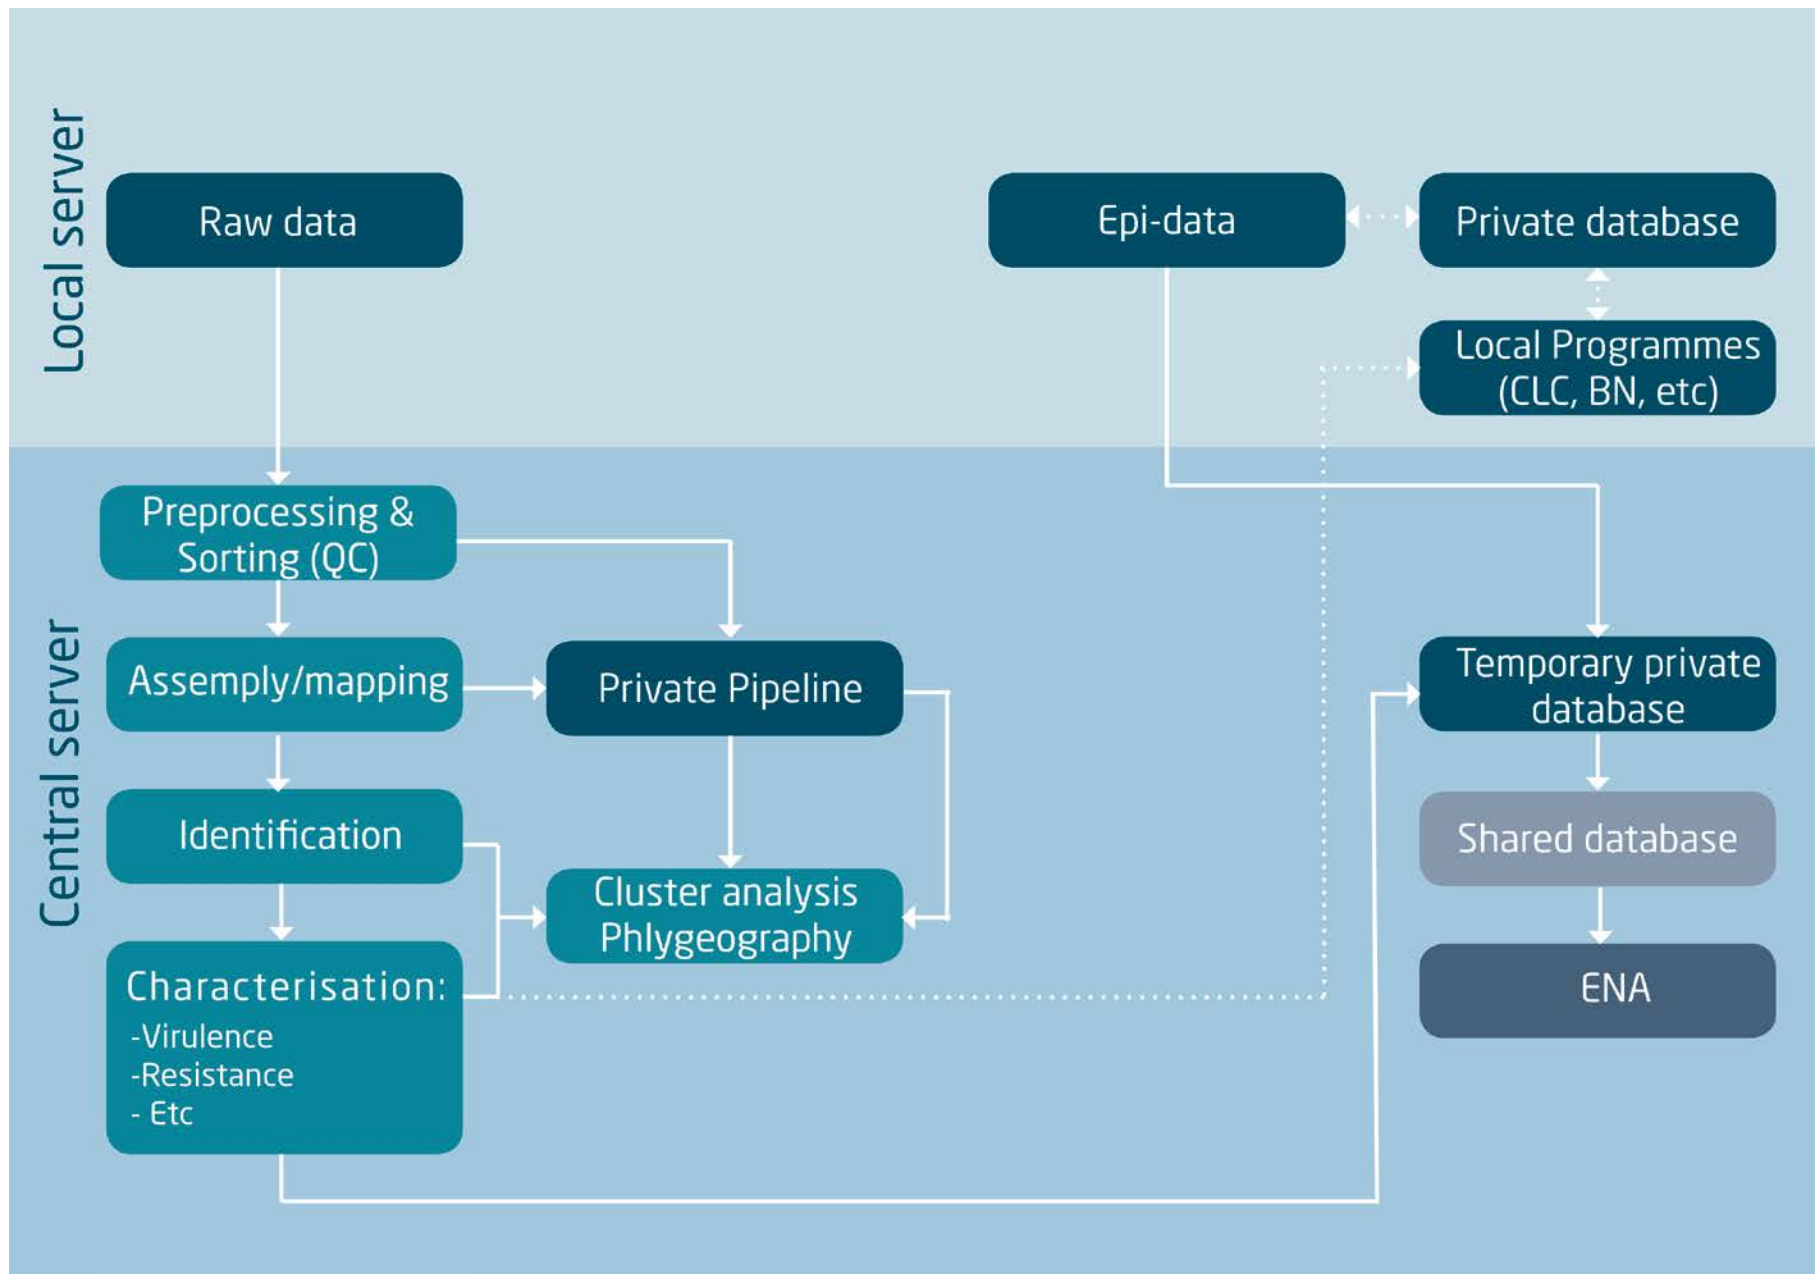 Local server
Raw data
Epi-data
Private database
Local Programmes
(CLC, BN, etc)
Central server
Preprocessing &
Sorting (QC)
Assemply/mapping
Private Pipeline
Temporary private
database
Identification
Shared database
Cluster analysis
Phlygeography
Characterisation:
-Virulence
-Resistance
- Etc
ENA